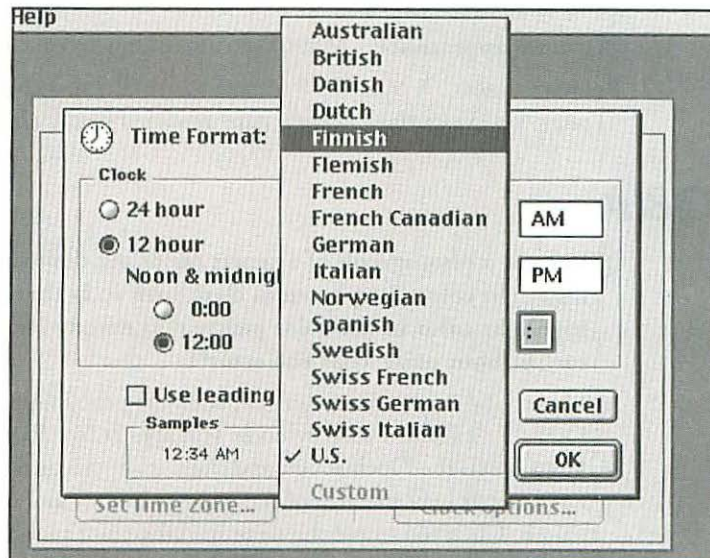 Help
Time Format:
Australian
British
Danish
Dutch
Finnish
Flemish
French
French Canadian
German
Italian
Norwegian
Spanish
Swedish
Swiss French
Swiss German
Swiss Italian
✓ U.S.
Custom
Clock
24 hour
12 hour
Noon & midnig
0:00
12:00
AM
PM
:
Use leading
Samples
12:34 AM
Cancel
OK
Set Time Zone...
Clock Options...